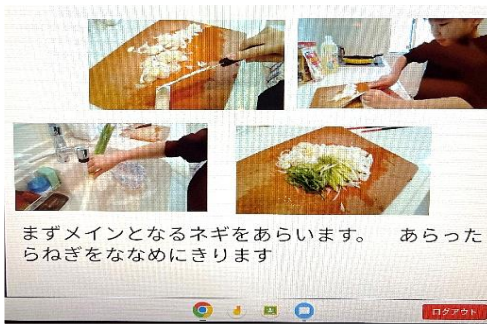 まずメインとなるネギをあらいます。　あらった
らねぎをななめにきります
ログアウト